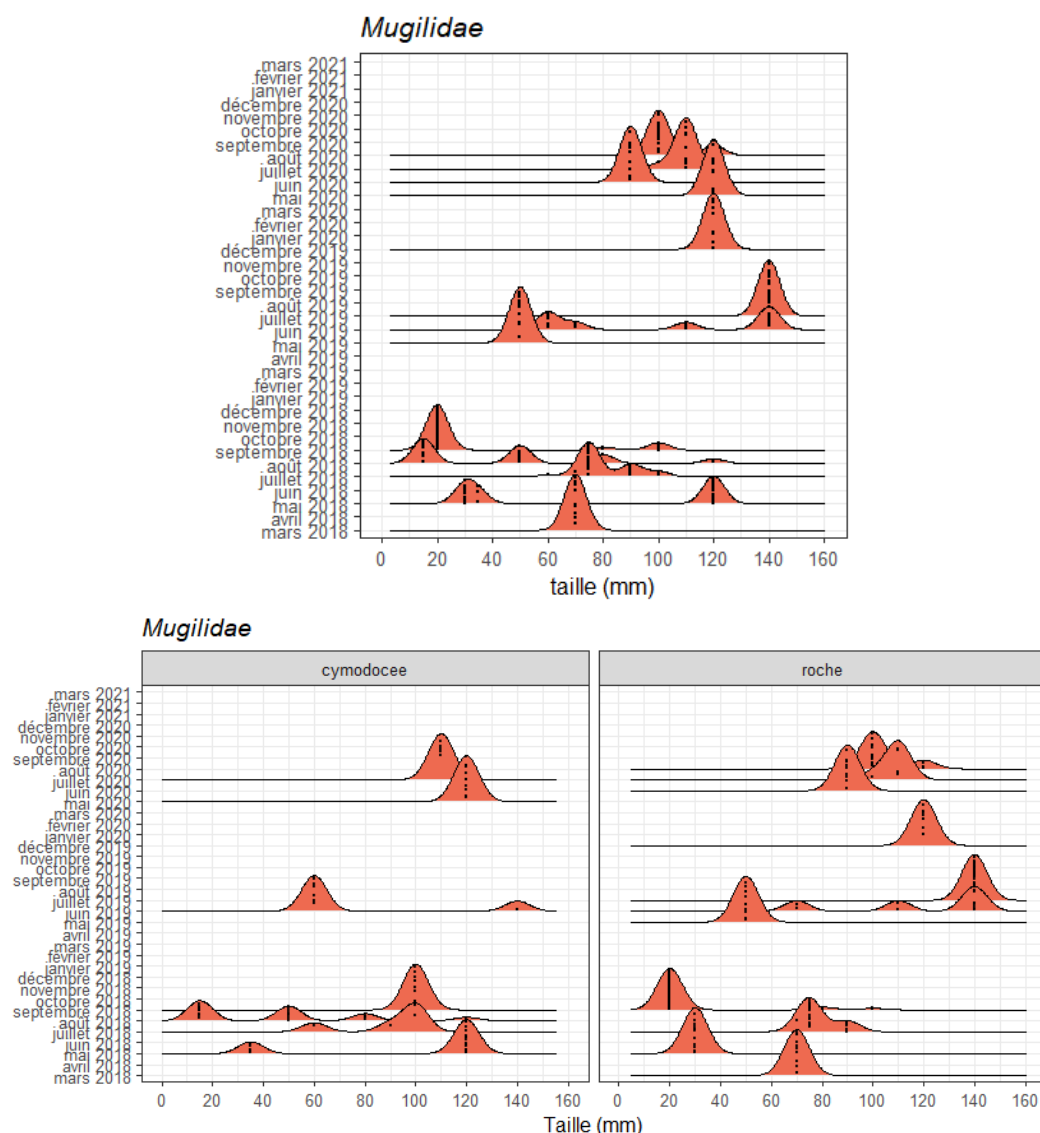 Mugilidae
mars 2021
février 2021
janvier 2021
décembre 2020
novembre 2020
octobre 2020
septembre 2020
août 2020
juillet 2020
juin 2020
mai 2020
mars 2020
février 2020
janvier 2020
décembre 2019
novembre 2019
octobre 2019
septembre 2019
août 2019
juillet 2019
juin 2019
mai 2019
avril 2019
mars 2019
février 2019
janvier 2019
décembre 2018
novembre 2018
octobre 2018
septembre 2018
août 2018
juillet 2018
juin 2018
mai 2018
avril 2018
mars 2018
0 20 40 60 80 100 120 140 160
taille (mm)
Mugilidae
cymodocee roche
mars 2021
février 2021
janvier 2021
décembre 2020
novembre 2020
octobre 2020
septembre 2020
août 2020
juillet 2020
juin 2020
mai 2020
mars 2020
février 2020
janvier 2020
décembre 2019
novembre 2019
octobre 2019
septembre 2019
août 2019
juillet 2019
juin 2019
mai 2019
avril 2019
mars 2019
février 2019
janvier 2019
décembre 2018
novembre 2018
octobre 2018
septembre 2018
août 2018
juillet 2018
juin 2018
mai 2018
avril 2018
mars 2018
0 20 40 60 80 100 120 140 160 0 20 40 60 80 100 120 140 160
Taille (mm)